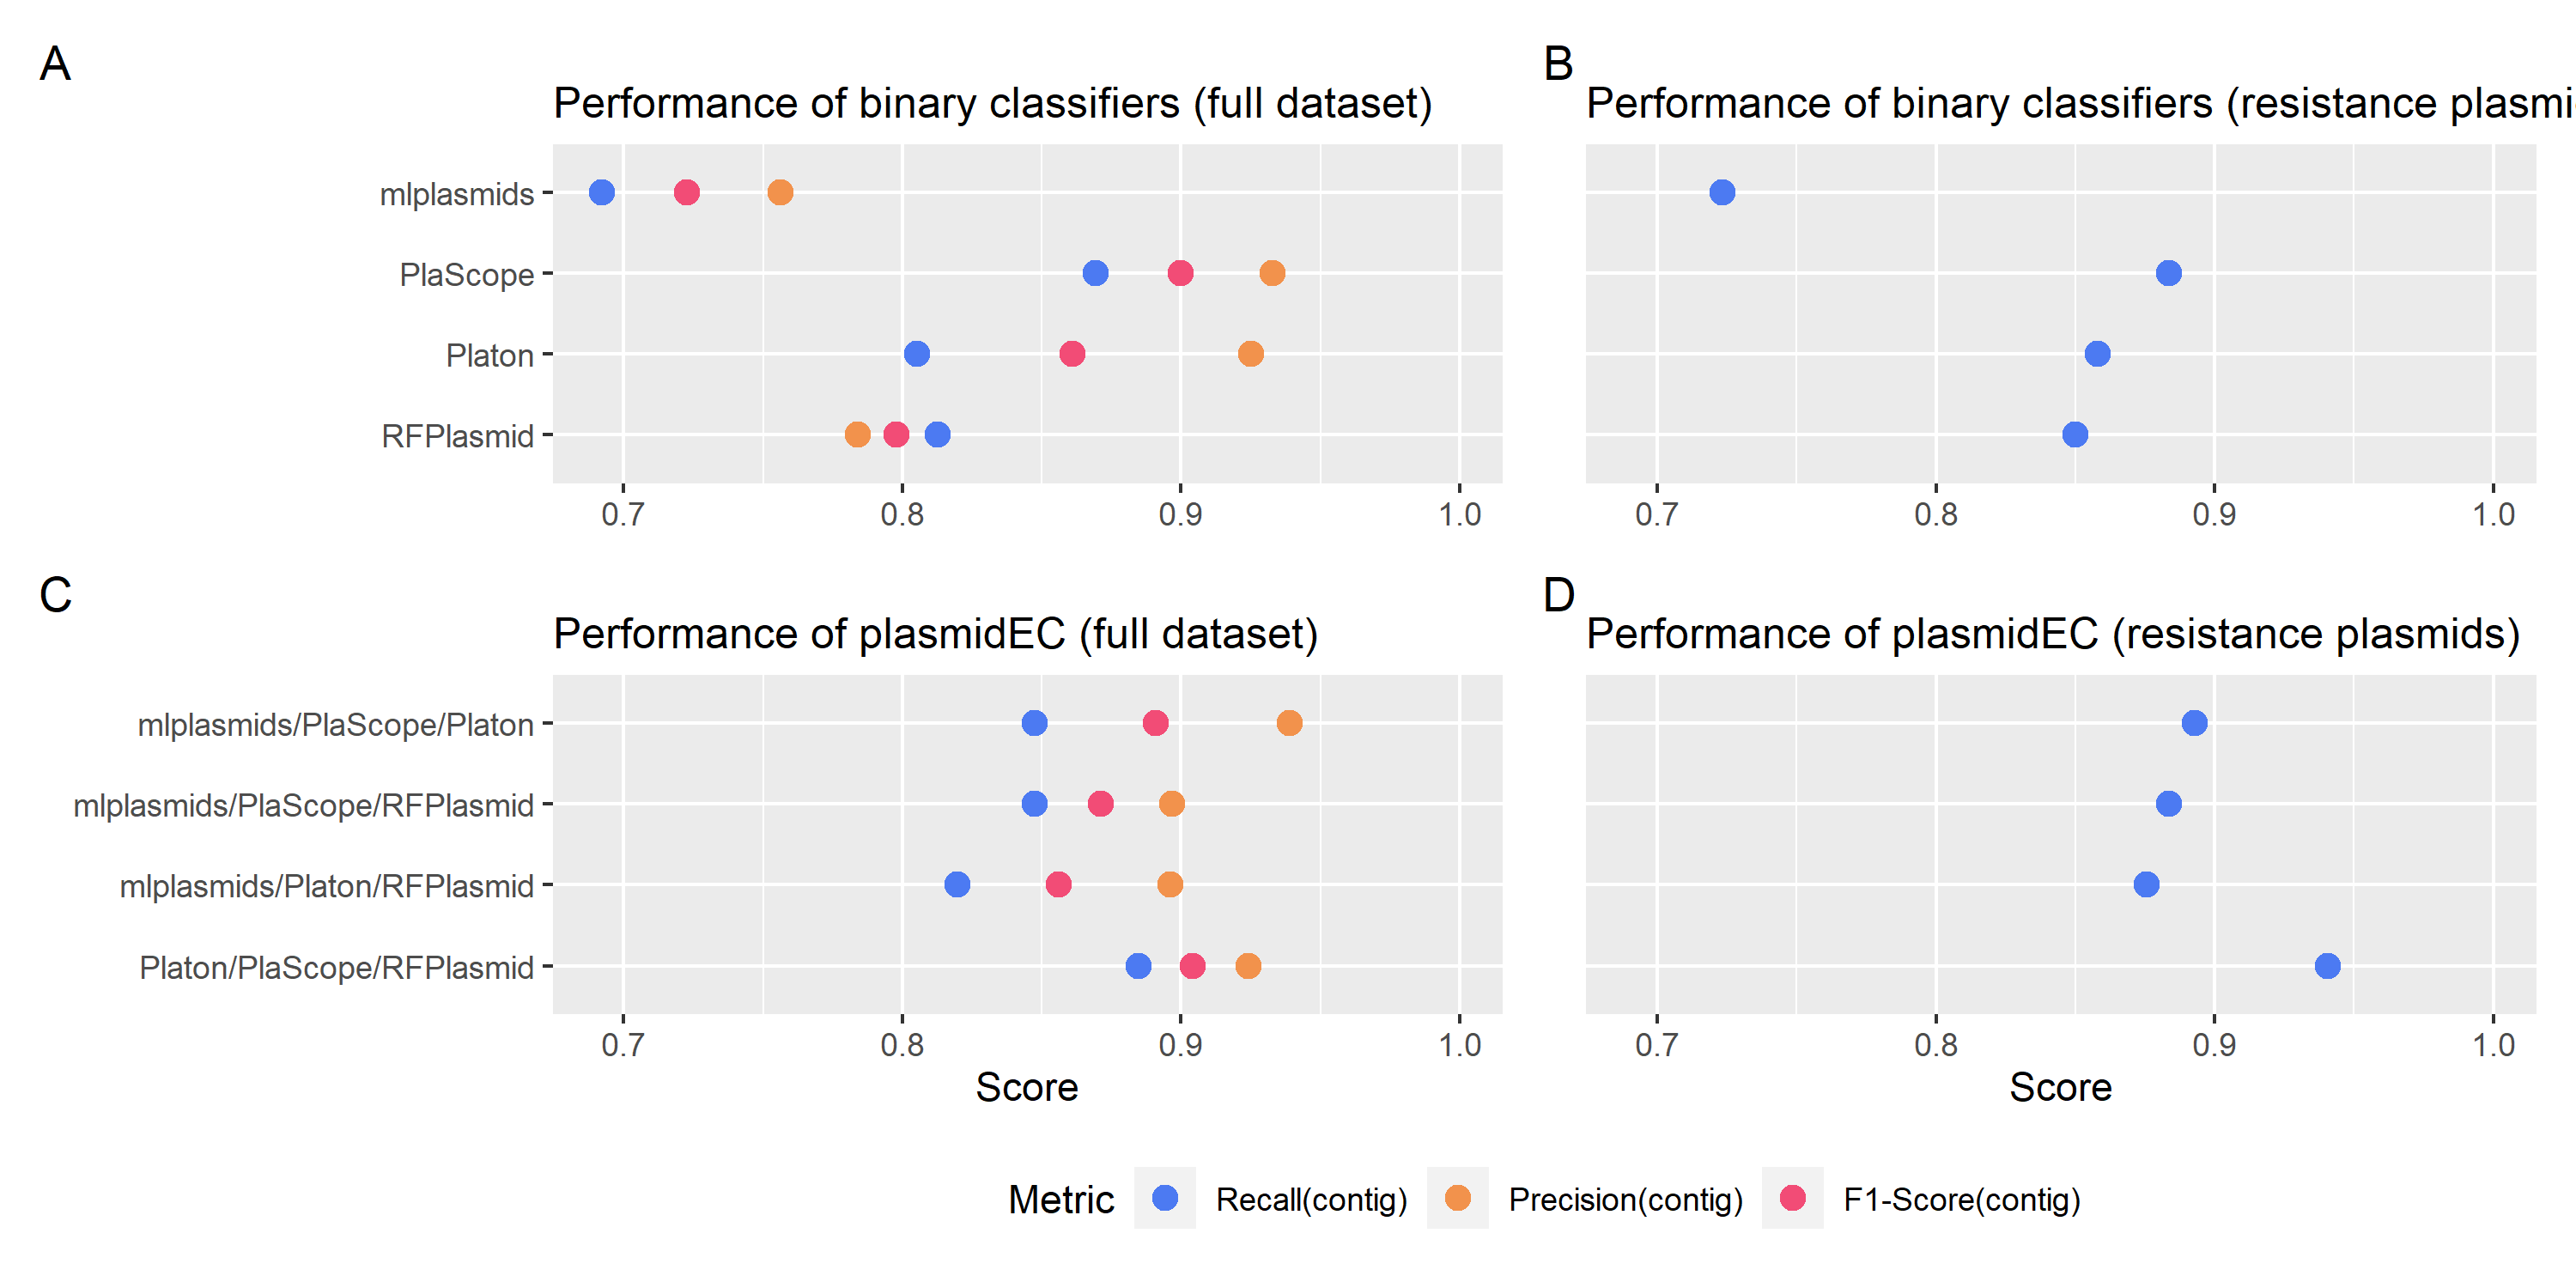 A
Performance of binary classifiers (full dataset)
mlplasmids
PlaScope
Platon
RFPlasmid
0.7 0.8 0.9 1.0
B
Performance of binary classifiers (resistance plasmi
0.7 0.8 0.9 1.0
C
Performance of plasmidEC (full dataset)
mlplasmids/PlaScope/Platon
mlplasmids/PlaScope/RFPlasmid
mlplasmids/Platon/RFPlasmid
Platon/PlaScope/RFPlasmid
0.7 0.8 0.9 1.0
Score
D
Performance of plasmidEC (resistance plasmids)
0.7 0.8 0.9 1.0
Score
Metric Recall(contig) Precision(contig) F1-Score(contig)